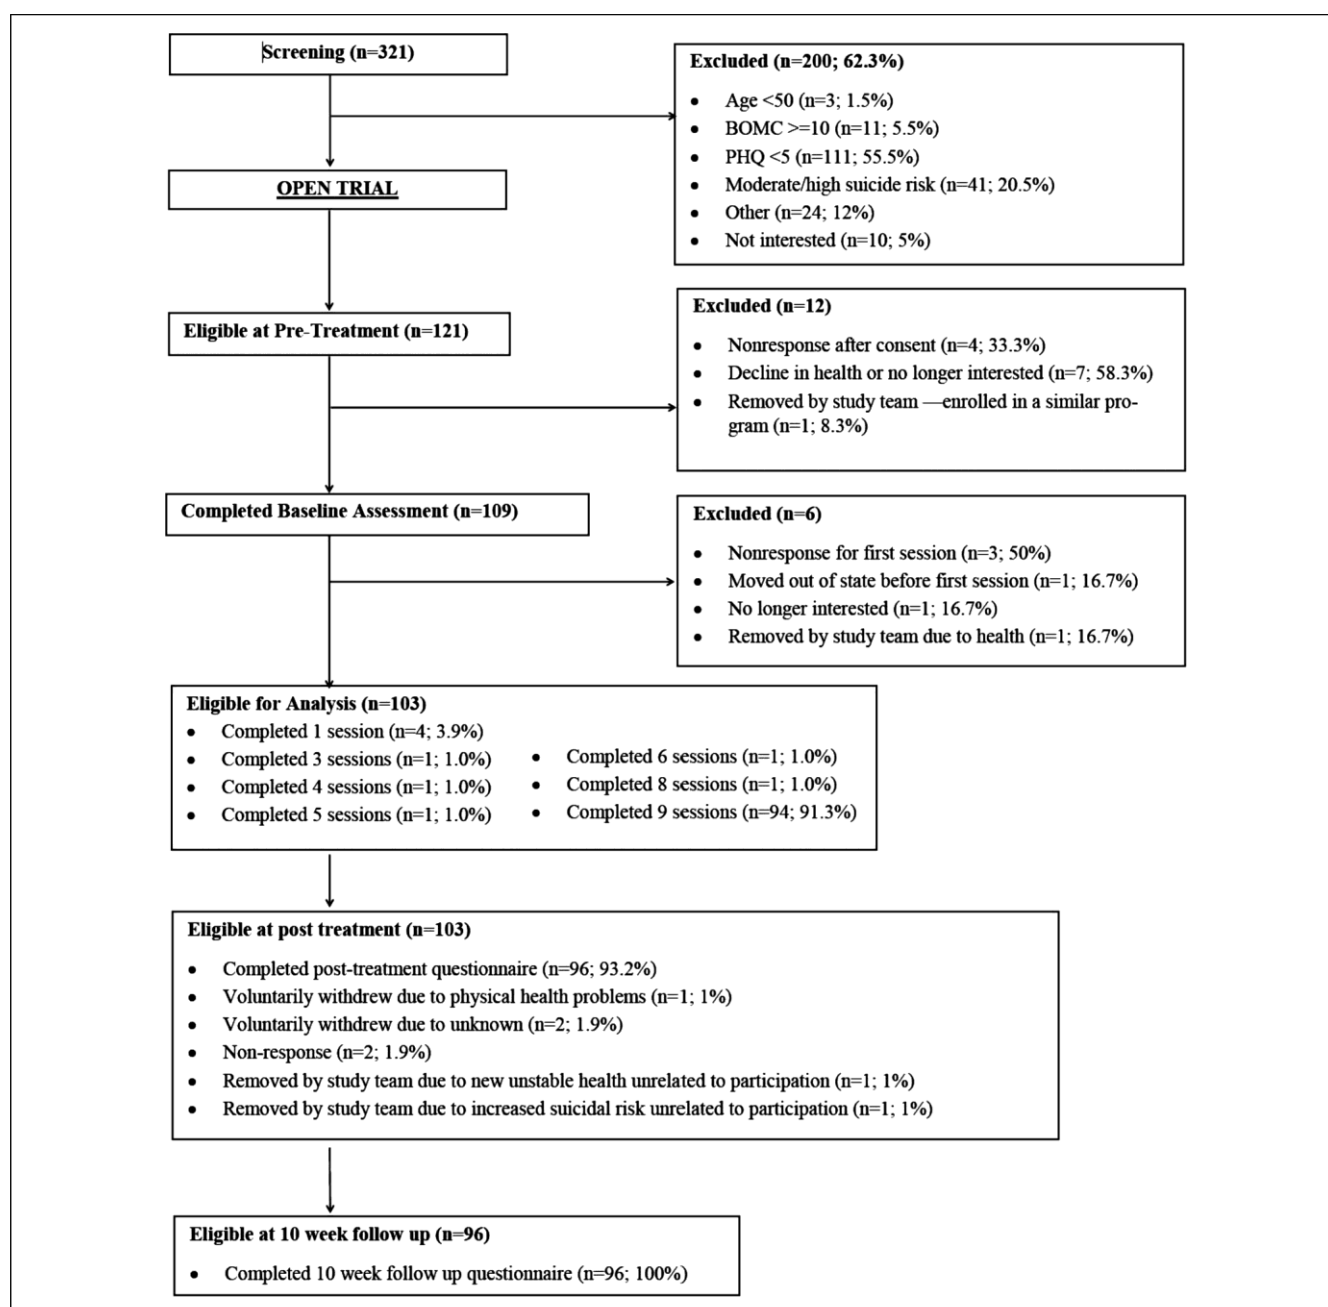 Screening (n=321)
Excluded (n=200; 62.3%)
• Age <50 (n=3; 1.5%)
• BOMC >=10 (n=11; 5.5%)
• PHQ <5 (n=111; 55.5%)
• Moderate/high suicide risk (n=41; 20.5%)
• Other (n=24; 12%)
• Not interested (n=10; 5%)
OPEN TRIAL
Eligible at Pre-Treatment (n=121)
Excluded (n=12)
• Nonresponse after consent (n=4; 33.3%)
• Decline in health or no longer interested (n=7; 58.3%)
• Removed by study team —enrolled in a similar pro-
gram (n=1; 8.3%)
Completed Baseline Assessment (n=109)
Excluded (n=6)
• Nonresponse for first session (n=3; 50%)
• Moved out of state before first session (n=1; 16.7%)
• No longer interested (n=1; 16.7%)
• Removed by study team due to health (n=1; 16.7%)
Eligible for Analysis (n=103)
• Completed 1 session (n=4; 3.9%)
• Completed 3 sessions (n=1; 1.0%)
• Completed 4 sessions (n=1; 1.0%)
• Completed 5 sessions (n=1; 1.0%)
• Completed 6 sessions (n=1; 1.0%)
• Completed 8 sessions (n=1; 1.0%)
• Completed 9 sessions (n=94; 91.3%)
Eligible at post treatment (n=103)
• Completed post-treatment questionnaire (n=96; 93.2%)
• Voluntarily withdrew due to physical health problems (n=1; 1%)
• Voluntarily withdrew due to unknown (n=2; 1.9%)
• Non-response (n=2; 1.9%)
• Removed by study team due to new unstable health unrelated to participation (n=1; 1%)
• Removed by study team due to increased suicidal risk unrelated to participation (n=1; 1%)
Eligible at 10 week follow up (n=96)
• Completed 10 week follow up questionnaire (n=96; 100%)